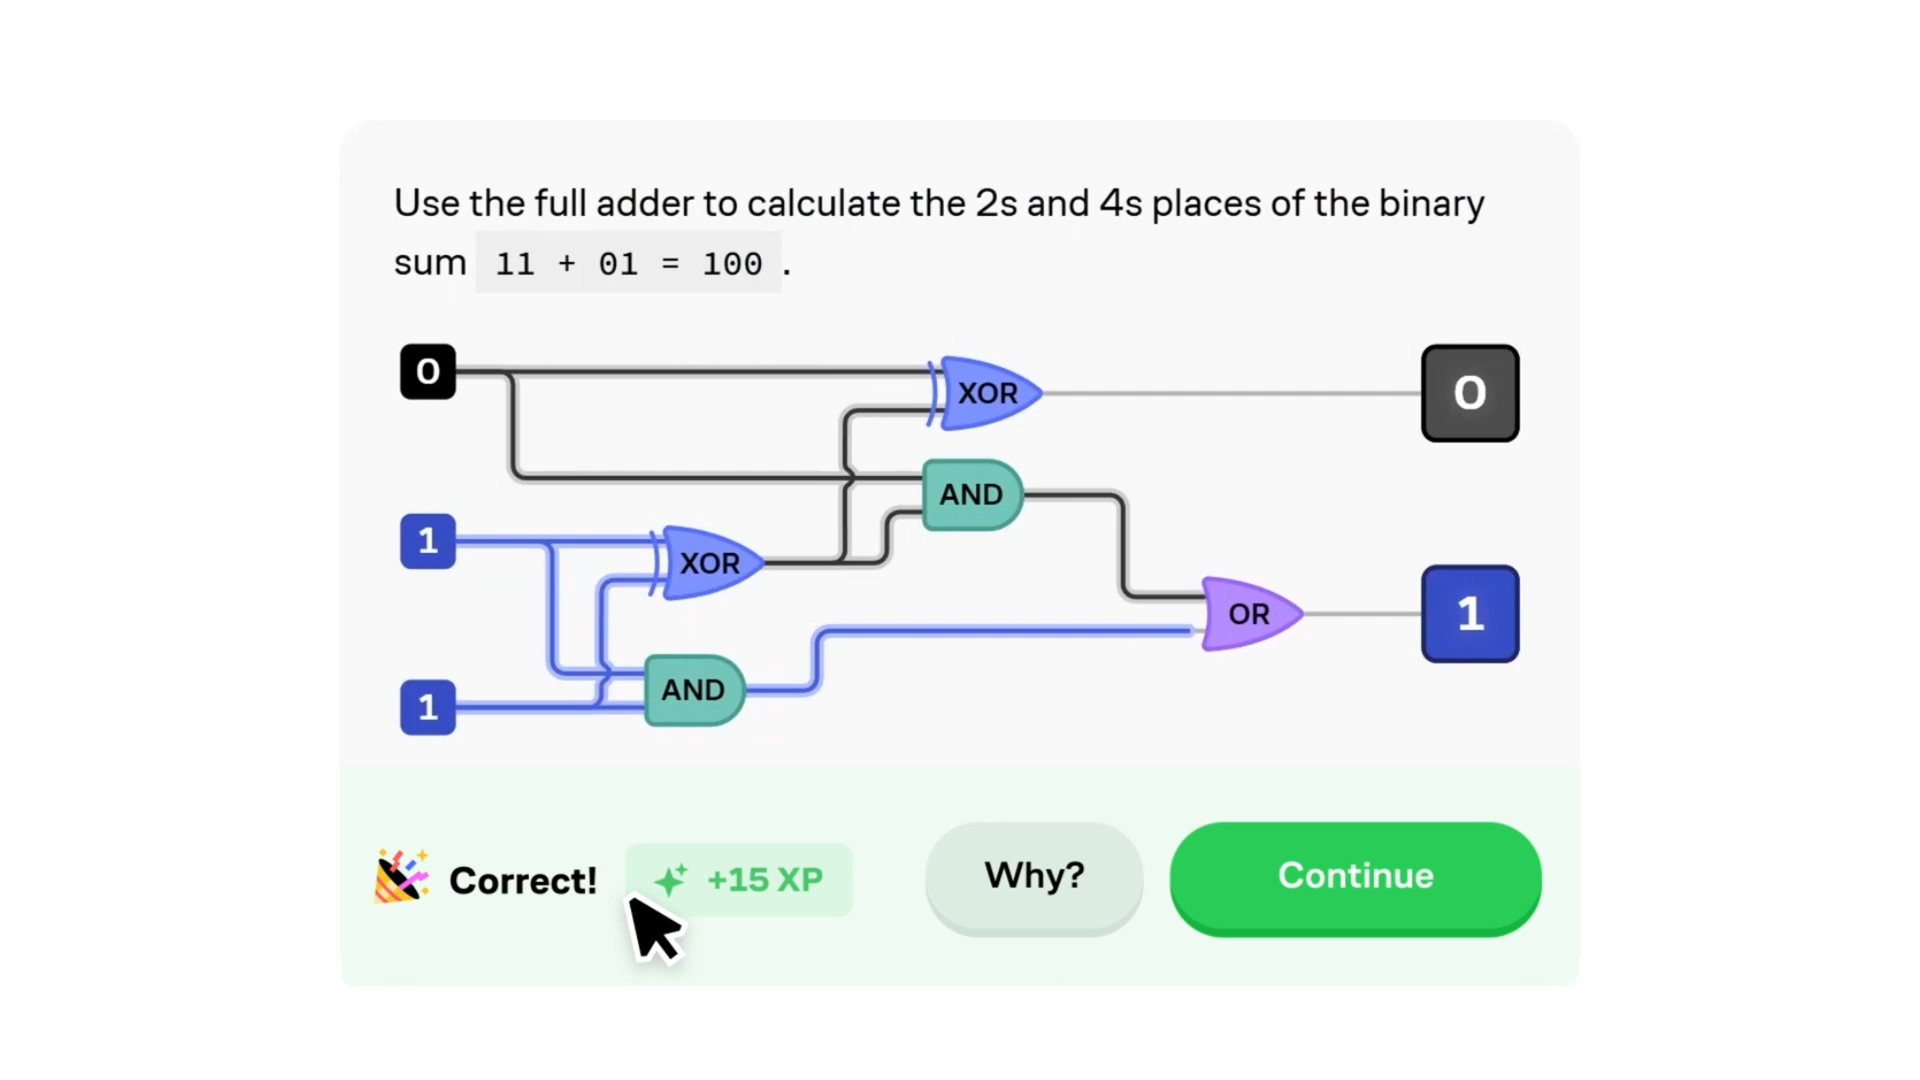 Use the full adder to calculate the 2s and 4s places of the binary
sum 11 + 01 = 100 .
0
XOR
0
AND
1
XOR
OR
1
AND
1
Correct!
+15 XP
Why?
Continue